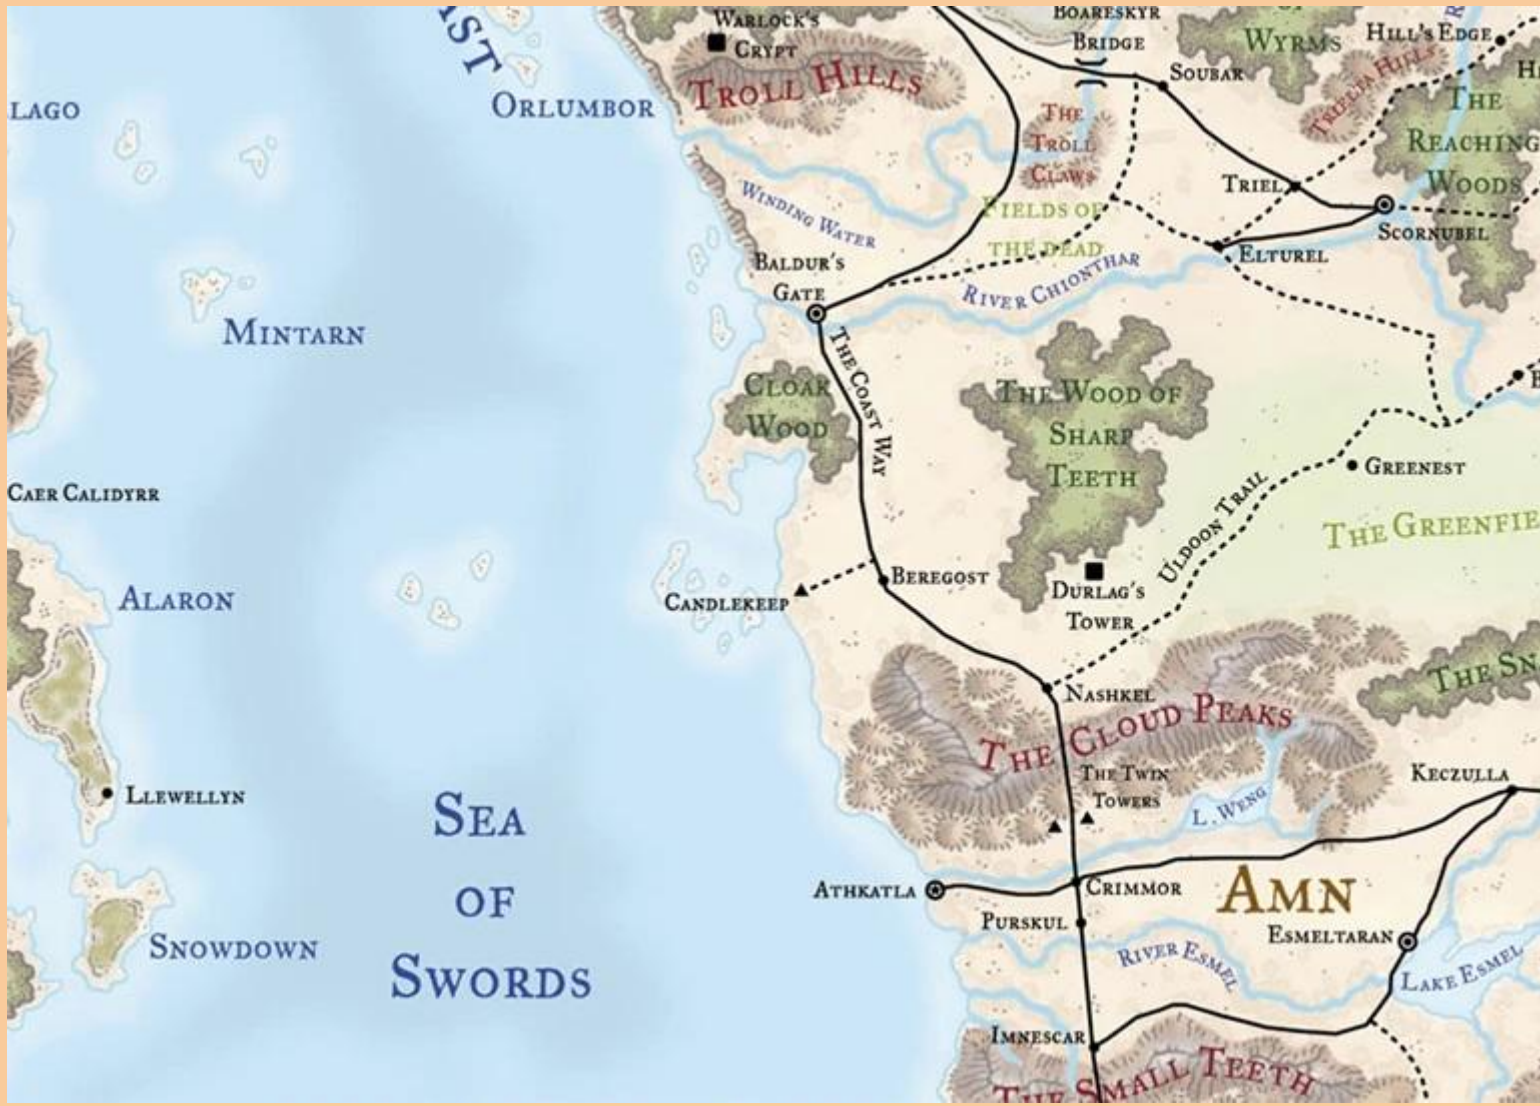 Warlock's
Crypt
Troll Hills
Orlumbor
Lago
Boareskyr
Bridge
Soubar
Wyrms
Hill's Edge
Trielta Hills
The
Reaching
Woods
The
Troll
Claws
Triel
Scornubel
Elturel
Winding Water
Fields of
the Dead
Baldur's
Gate
River Chionthar
Mintarn
The Coast Way
Cloak
Wood
The Wood of
Sharp
Teeth
Greenest
Uldoon Trail
The Greenfie
Caer Calidyrr
Alaron
Candlekeep
Beregost
Durlag's
Tower
Nashkel
The Cloud Peaks
The Sn
The Twin
Towers
Keczulla
L. Weng
Llewellyn
Sea
of
Swords
Athkatla
Crimmor
Amn
Purskul
Esmeltaran
River Esmel
Lake Esmel
Snowdown
Imnescar
The Small Teeth